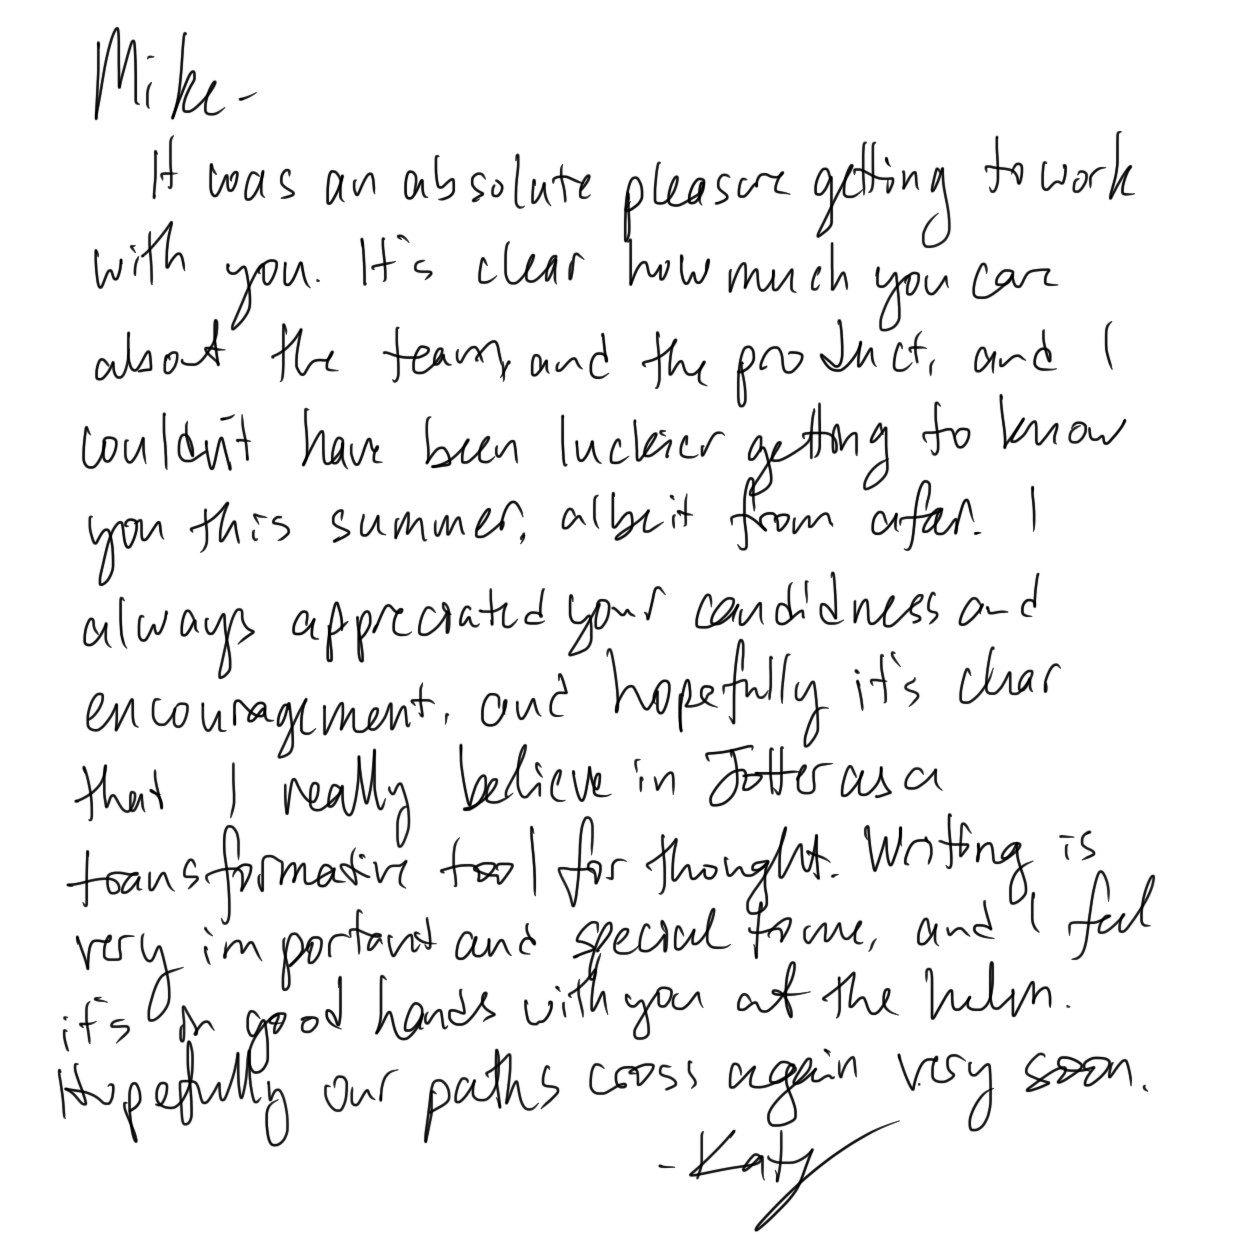 Mike-
It was an absolute pleasure getting to work
with you. It's clear how much you care
about the team, and the product, and I
couldn't have been luckier getting to know
you this summer, albeit from afar. I
always appreciated your candidness and
encouragement, and hopefully it's clear
that I really believe in Jotter as a
transformative tool for thought. Writing is
very important and special to me, and I feel
it's in good hands with you at the helm.
Hopefully our paths cross again very soon.
-Katy